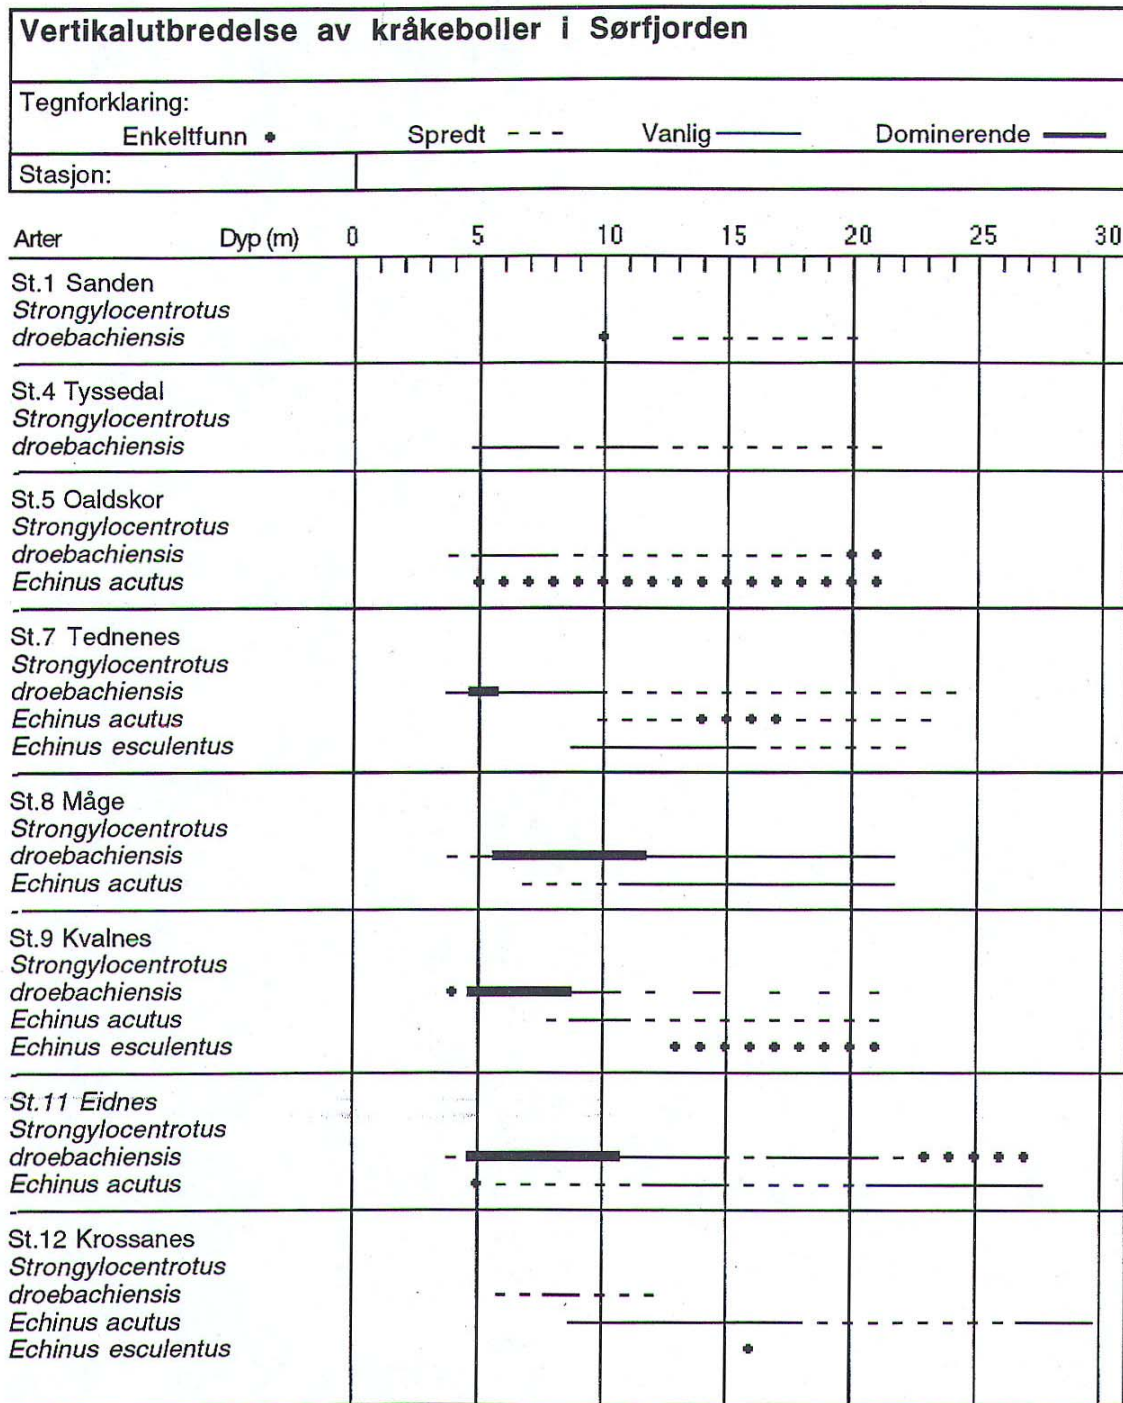 Vertikalutbredelse av kråkeboller i Sørfjorden
Tegnforklaring:
Enkeltfunn Spredt Vanlig Dominerende
Stasjon:
Arter Dyp (m) 0 5 10 15 20 25 30
St.1 Sanden
Strongylocentrotus
droebachiensis
St.4 Tyssedal
Strongylocentrotus
droebachiensis
St.5 Oaldskor
Strongylocentrotus
droebachiensis
Echinus acutus
St.7 Tednenes
Strongylocentrotus
droebachiensis
Echinus acutus
Echinus esculentus
St.8 Måge
Strongylocentrotus
droebachiensis
Echinus acutus
St.9 Kvalnes
Strongylocentrotus
droebachiensis
Echinus acutus
Echinus esculentus
St.11 Eidnes
Strongylocentrotus
droebachiensis
Echinus acutus
St.12 Krossanes
Strongylocentrotus
droebachiensis
Echinus acutus
Echinus esculentus